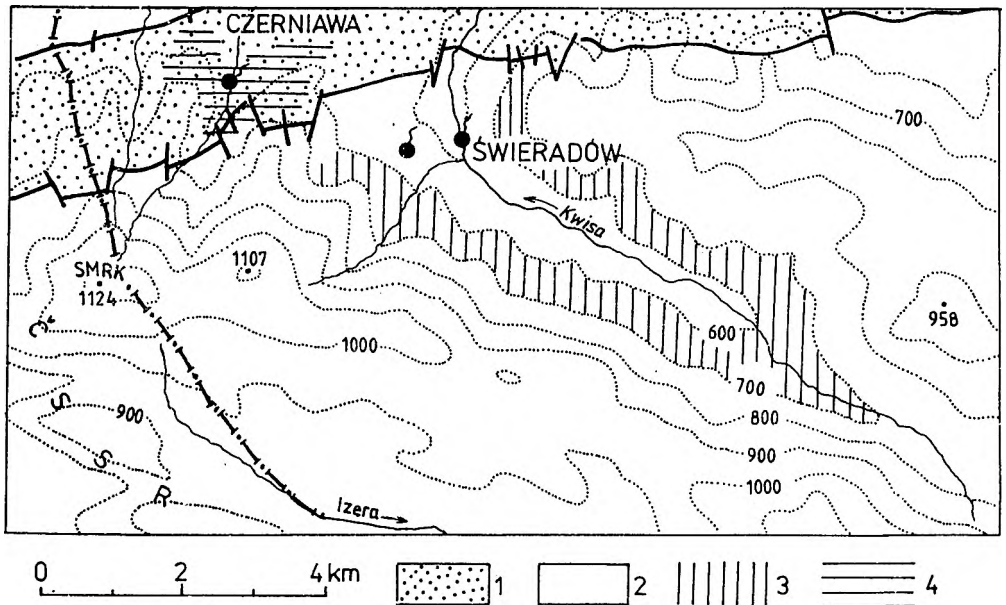 CZERNIAWA
700
ŚWIERADÓW
Kwisa
SMRK
1124
1107
958
1000
600
700
900
800
900
1000
Č S S R
Izera
0 2 4 km
1
2
3
4